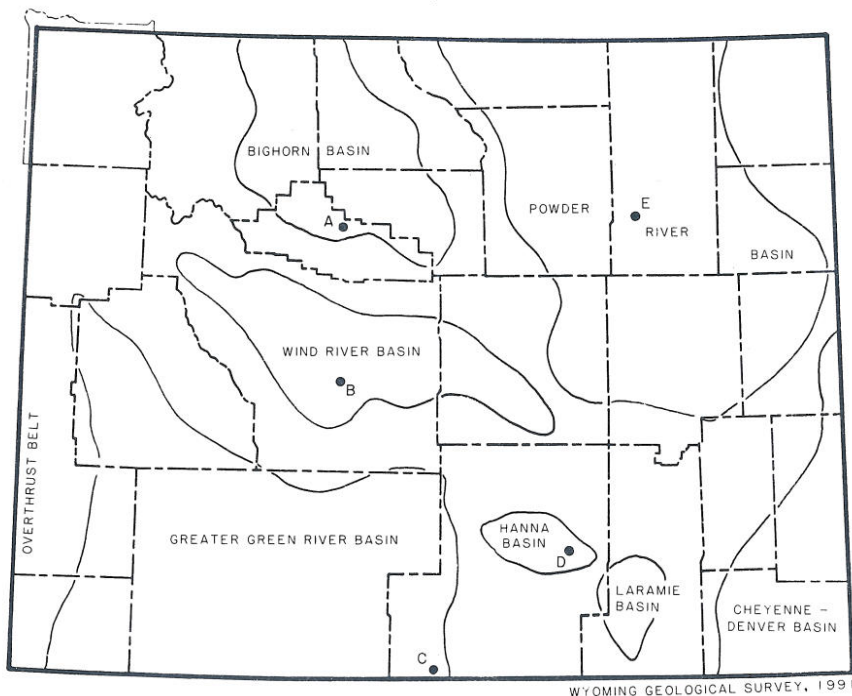 BIGHORN BASIN
A
POWDER
E
RIVER
BASIN
WIND RIVER BASIN
B
OVERTHRUST BELT
GREATER GREEN RIVER BASIN
HANNA
BASIN
D
LARAMIE
BASIN
CHEYENNE –
DENVER BASIN
C
WYOMING GEOLOGICAL SURVEY, 199